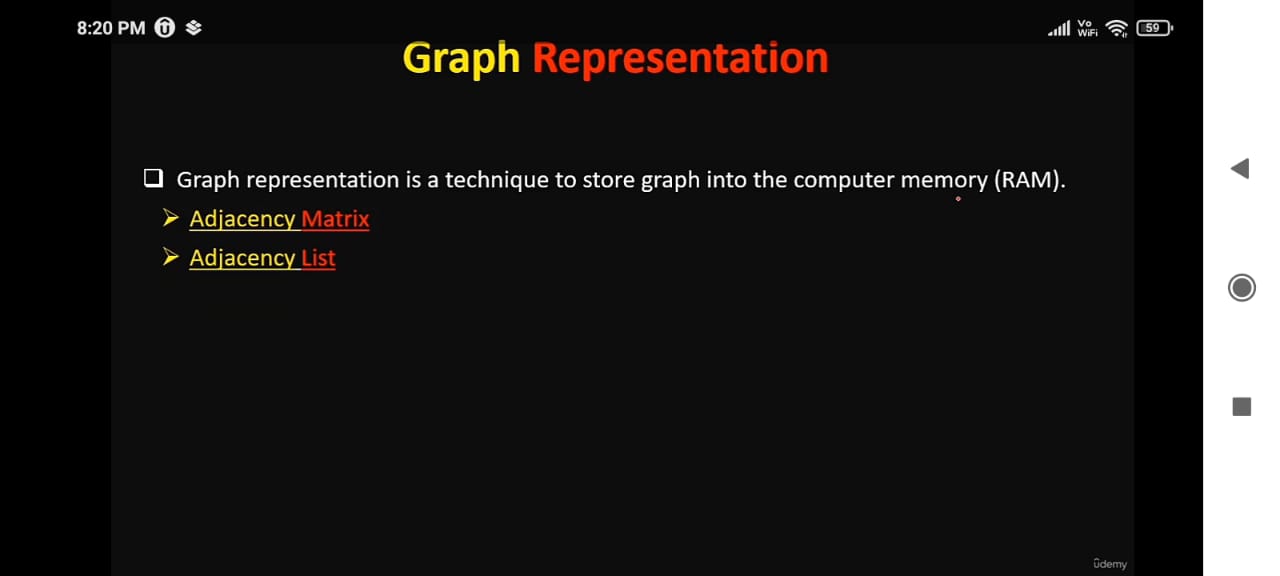 8:20 PM
Vo
WiFi
59
Graph Representation
Graph representation is a technique to store graph into the computer memory (RAM).
Adjacency Matrix
Adjacency List
ûdemy